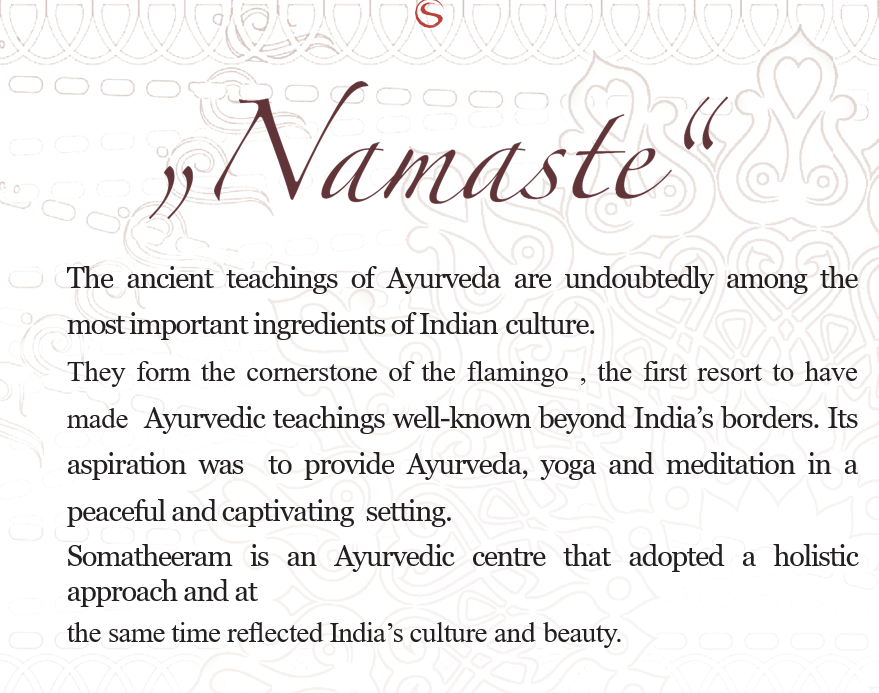 „Namaste“
The ancient teachings of Ayurveda are undoubtedly among the
most important ingredients of Indian culture.
They form the cornerstone of the flamingo , the first resort to have
made Ayurvedic teachings well-known beyond India’s borders. Its
aspiration was to provide Ayurveda, yoga and meditation in a
peaceful and captivating setting.
Somatheeram is an Ayurvedic centre that adopted a holistic
approach and at
the same time reflected India’s culture and beauty.